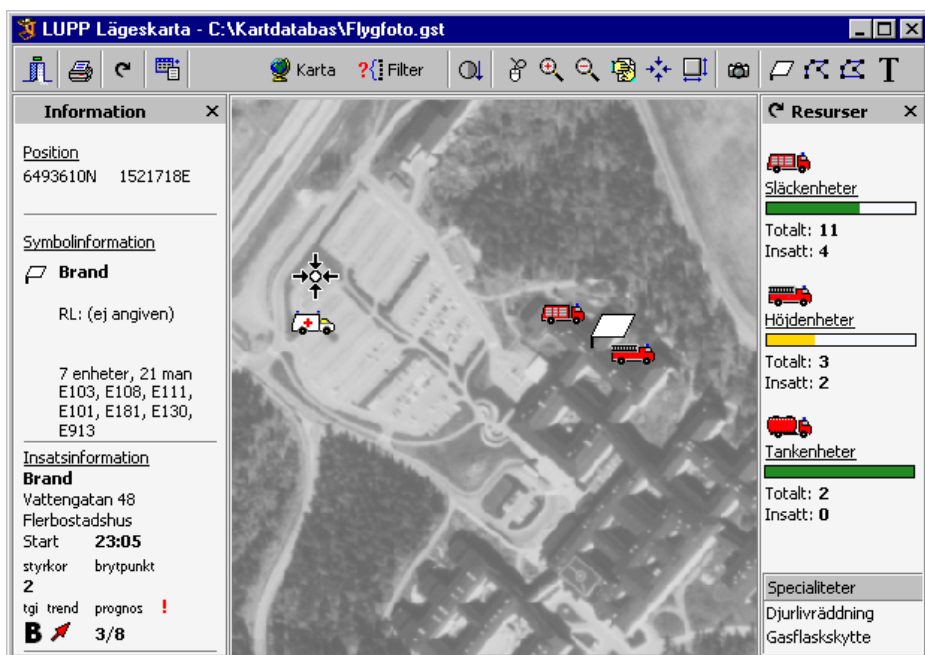 LUPP Lägeskarta - C:\Kartdatabas\Flygfoto.gst
Karta ?{ Filter T
Information
Position
6493610N 1521718E
Symbolinformation
Brand
RL: (ej angiven)
7 enheter, 21 man
E103, E108, E111,
E101, E181, E130,
E913
Insatsinformation
Brand
Vattengatan 48
Flerbostadshus
Start 23:05
styrkor brytpunkt
2
tgi trend prognos !
B 3/8
Resurser
Släckenheter
Totalt: 11
Insatt: 4
Höjdenheter
Totalt: 3
Insatt: 2
Tankenheter
Totalt: 2
Insatt: 0
Specialiteter
Djurlivräddning
Gasflaskskytte